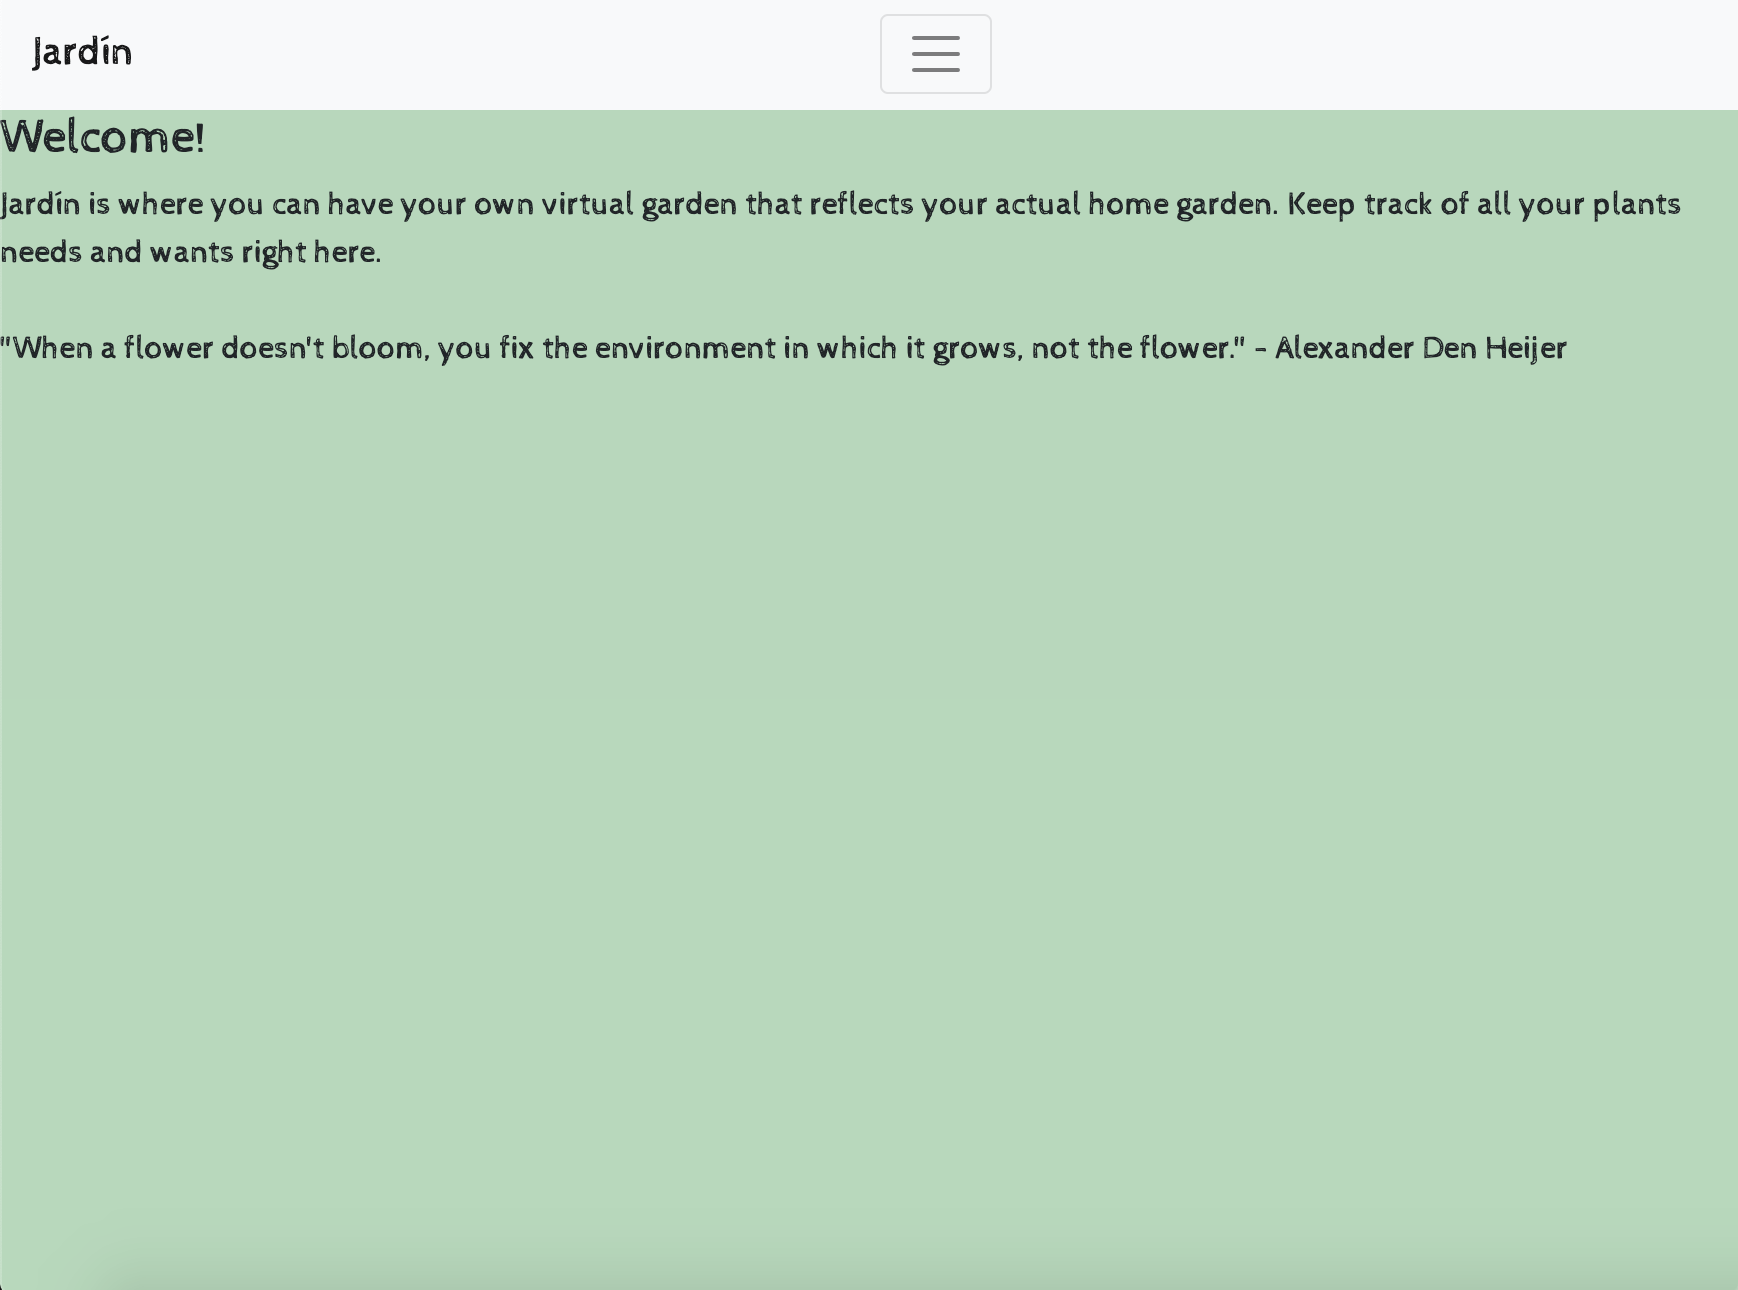 Jardín
Welcome!
Jardín is where you can have your own virtual garden that reflects your actual home garden. Keep track of all your plants
needs and wants right here.
"When a flower doesn't bloom, you fix the environment in which it grows, not the flower." - Alexander Den Heijer